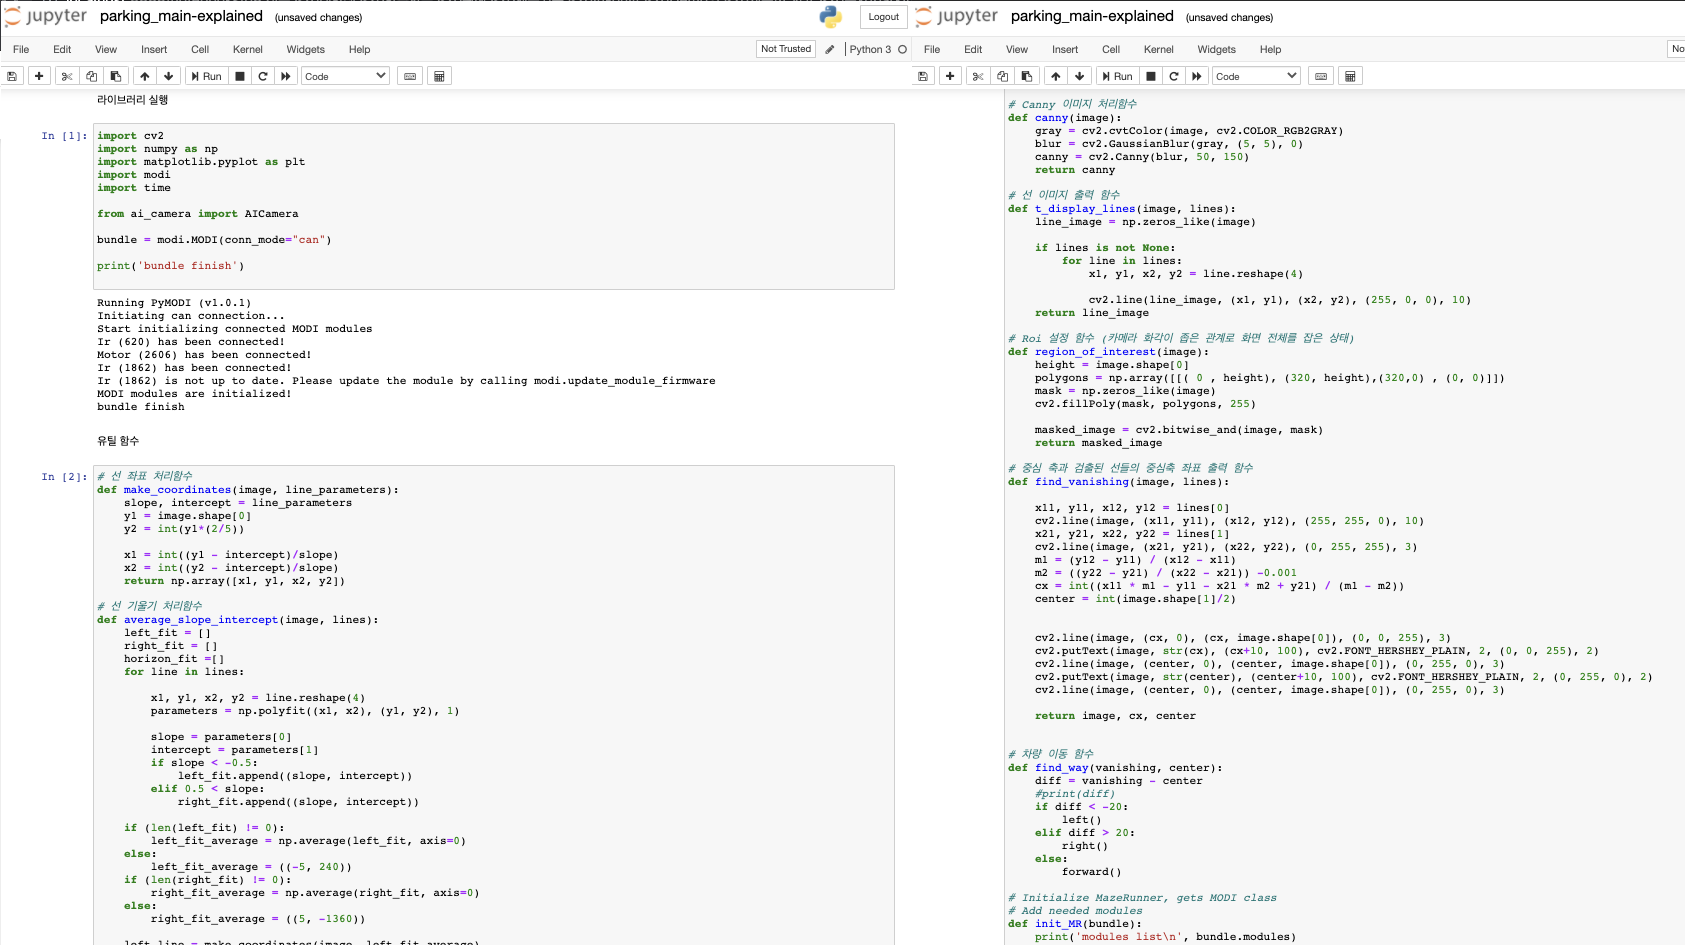 jupyter parking_main-explained (unsaved changes)
Logout
File Edit View Insert Cell Kernel Widgets Help
Not Trusted
Python 3
Run
Code
라이브러리 실행
In [1]:
import cv2
import numpy as np
import matplotlib.pyplot as plt
import modi
import time
from ai_camera import AICamera
bundle = modi.MODI(conn_mode="can")
print('bundle finish')
Running PyMODI (v1.0.1)
Initiating can connection...
Start initializing connected MODI modules
Ir (620) has been connected!
Motor (2606) has been connected!
Ir (1862) has been connected!
Ir (1862) is not up to date. Please update the module by calling modi.update_module_firmware
MODI modules are initialized!
bundle finish
유틸 함수
In [2]:
# 선 좌표 처리함수
def make_coordinates(image, line_parameters):
slope, intercept = line_parameters
y1 = image.shape[0]
y2 = int(y1*(2/5))
x1 = int((y1 - intercept)/slope)
x2 = int((y2 - intercept)/slope)
return np.array([x1, y1, x2, y2])
# 선 기울기 처리함수
def average_slope_intercept(image, lines):
left_fit = []
right_fit = []
horizon_fit =[]
for line in lines:
x1, y1, x2, y2 = line.reshape(4)
parameters = np.polyfit((x1, x2), (y1, y2), 1)
slope = parameters[0]
intercept = parameters[1]
if slope < -0.5:
left_fit.append((slope, intercept))
elif 0.5 < slope:
right_fit.append((slope, intercept))
if (len(left_fit) != 0):
left_fit_average = np.average(left_fit, axis=0)
else:
left_fit_average = ((-5, 240))
if (len(right_fit) != 0):
right_fit_average = np.average(right_fit, axis=0)
else:
right_fit_average = ((5, -1360))
left_line = make_coordinates(image, left_fit_average)
jupyter parking_main-explained (unsaved changes)
File Edit View Insert Cell Kernel Widgets Help
No
Run
Code
# Canny 이미지 처리함수
def canny(image):
gray = cv2.cvtColor(image, cv2.COLOR_RGB2GRAY)
blur = cv2.GaussianBlur(gray, (5, 5), 0)
canny = cv2.Canny(blur, 50, 150)
return canny
# 선 이미지 출력 함수
def t_display_lines(image, lines):
line_image = np.zeros_like(image)
if lines is not None:
for line in lines:
x1, y1, x2, y2 = line.reshape(4)
cv2.line(line_image, (x1, y1), (x2, y2), (255, 0, 0), 10)
return line_image
# Roi 설정 함수 (카메라 화각이 좁은 관계로 화면 전체를 잡은 상태)
def region_of_interest(image):
height = image.shape[0]
polygons = np.array([[( 0 , height), (320, height),(320,0) , (0, 0)]])
mask = np.zeros_like(image)
cv2.fillPoly(mask, polygons, 255)
masked_image = cv2.bitwise_and(image, mask)
return masked_image
# 중심 축과 검출된 선들의 중심축 좌표 출력 함수
def find_vanishing(image, lines):
x11, y11, x12, y12 = lines[0]
cv2.line(image, (x11, y11), (x12, y12), (255, 255, 0), 10)
x21, y21, x22, y22 = lines[1]
cv2.line(image, (x21, y21), (x22, y22), (0, 255, 255), 3)
m1 = (y12 - y11) / (x12 - x11)
m2 = ((y22 - y21) / (x22 - x21)) -0.001
cx = int((x11 * m1 - y11 - x21 * m2 + y21) / (m1 - m2))
center = int(image.shape[1]/2)
cv2.line(image, (cx, 0), (cx, image.shape[0]), (0, 0, 255), 3)
cv2.putText(image, str(cx), (cx+10, 100), cv2.FONT_HERSHEY_PLAIN, 2, (0, 0, 255), 2)
cv2.line(image, (center, 0), (center, image.shape[0]), (0, 255, 0), 3)
cv2.putText(image, str(center), (center+10, 100), cv2.FONT_HERSHEY_PLAIN, 2, (0, 255, 0), 2)
cv2.line(image, (center, 0), (center, image.shape[0]), (0, 255, 0), 3)
return image, cx, center
# 차량 이동 함수
def find_way(vanishing, center):
diff = vanishing - center
#print(diff)
if diff < -20:
left()
elif diff > 20:
right()
else:
forward()
# Initialize MazeRunner, gets MODI class
# Add needed modules
def init_MR(bundle):
print('modules list\n', bundle.modules)